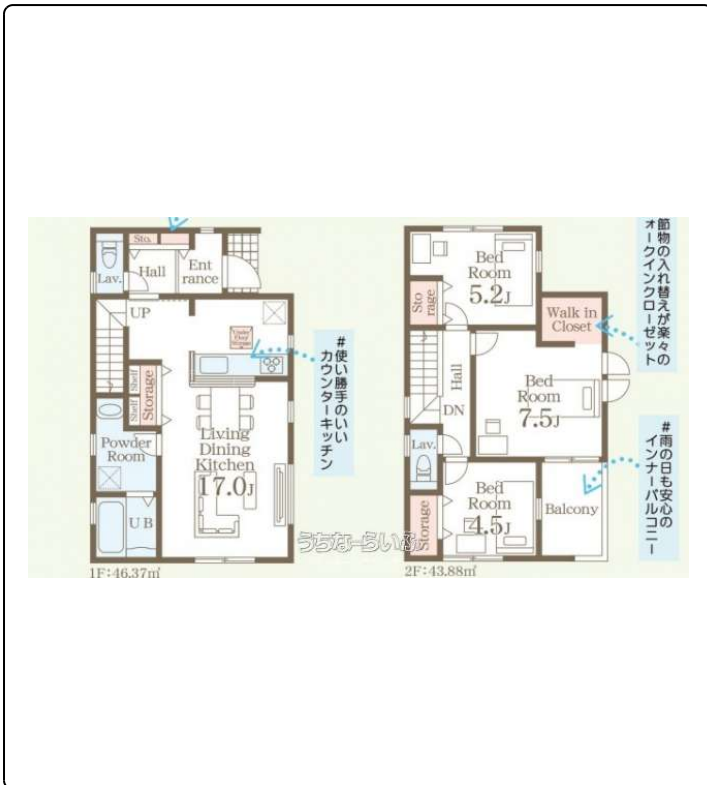 Sto.
Lav.
Hall
Ent
rance
UP
Under
Floor
Storage
Shelf
Shelf
Storage
Powder
Room
Living
Dining
Kitchen
17.0J
UB
1F:46.37㎡
#使い勝手のいい
カウンターキッチン
うちなーらいふ
Bed
Room
5.2J
Sto
rage
Walk in
Closet
Hall
DN
Bed
Room
7.5J
Lav.
Bed
Room
4.5J
Storage
Balcony
2F:43.88㎡
節物の入れ替えが楽々の
ォークインクローゼット
#雨の日も安心の
インナーバルコニー